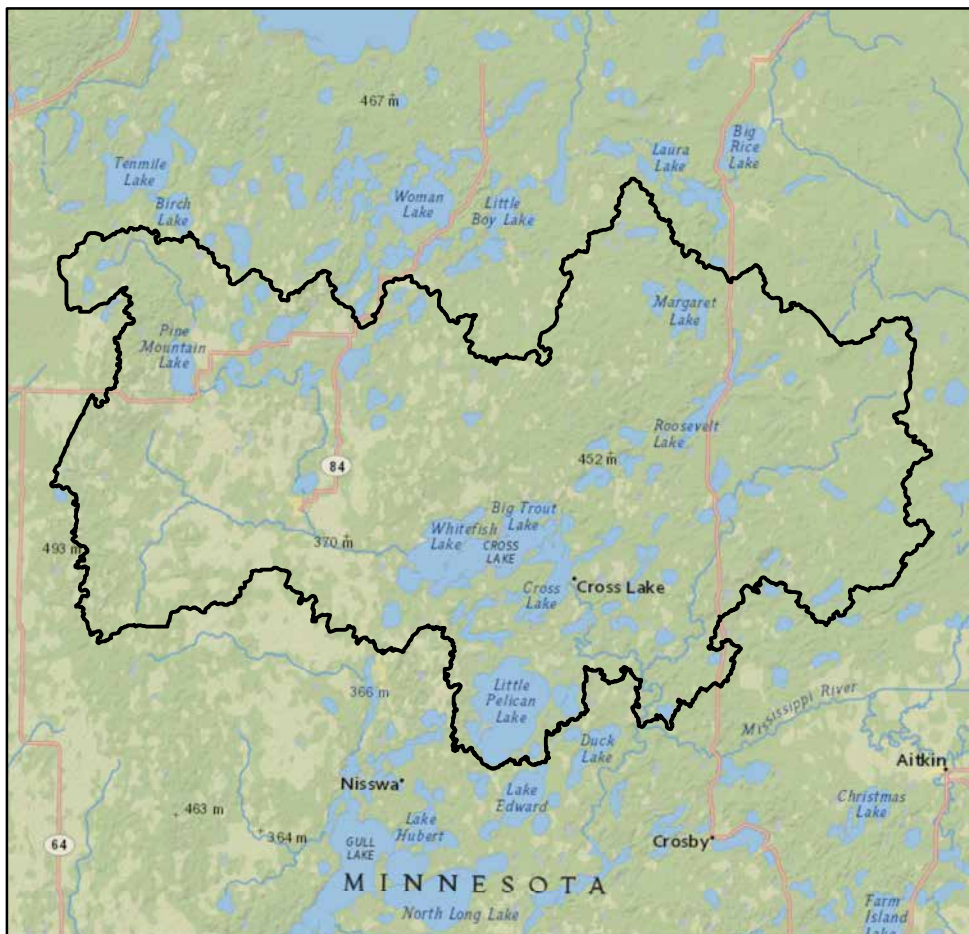 467 m
Big
Rice
Lake
Laura
Lake
Tenmile
Lake
Woman
Lake
Little
Boy Lake
Birch
Lake
Margaret
Lake
Pine
Mountain
Lake
Roosevelt
Lake
452 m
84
Big Trout
Lake
Whitefish
Lake
CROSS
LAKE
370 m
493 m
Cross
Lake
Cross Lake
366 m
Little
Pelican
Lake
Mississippi River
Duck
Lake
Aitkin
Nisswa
Lake
Edward
Christmas
Lake
463 m
Lake
Hubert
364 m
64
GULL
LAKE
Crosby
MINNESOTA
North Long Lake
Farm
Island
Lake